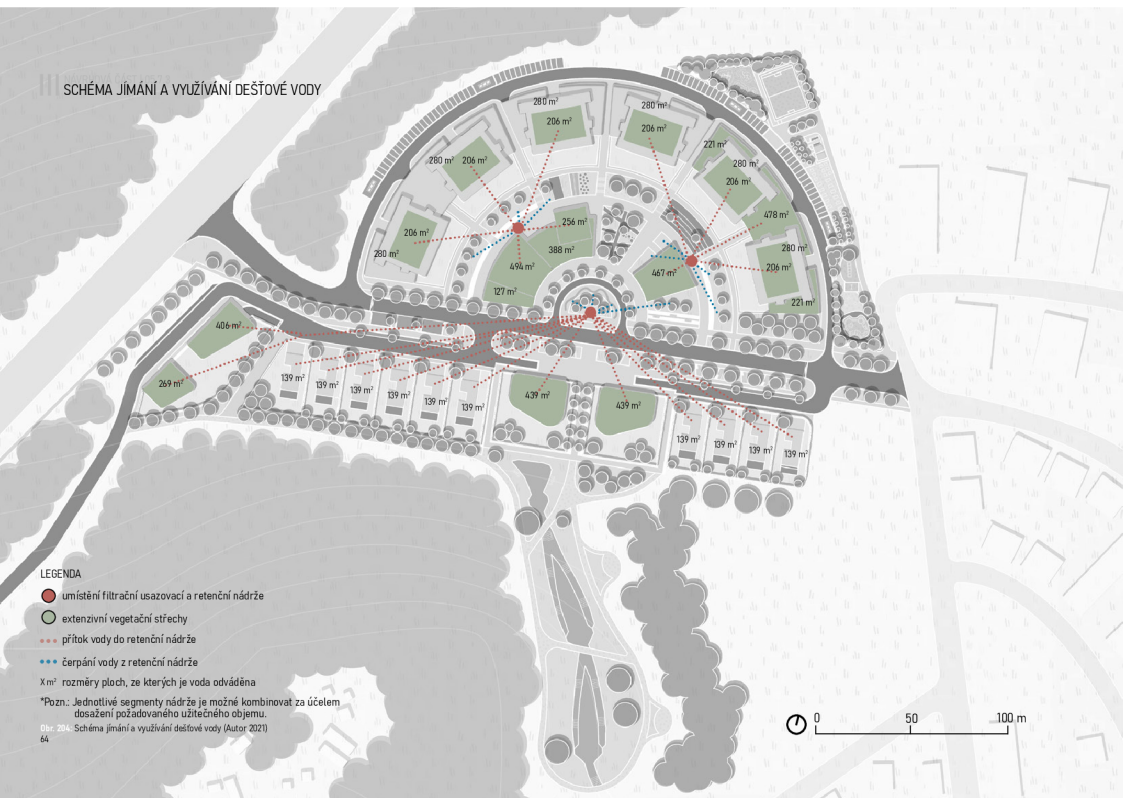 SCHÉMA JÍMÁNÍ A VYUŽÍVÁNÍ DEŠŤOVÉ VODY
280 m²
206 m²
280 m²
206 m²
280 m²
206 m²
221 m²
280 m²
206 m²
478 m²
206 m²
280 m²
256 m²
388 m²
494 m²
127 m²
467 m²
280 m²
206 m²
221 m²
406 m²
269 m²
139 m²
139 m²
139 m²
139 m²
139 m²
139 m²
439 m²
439 m²
139 m²
139 m²
139 m²
139 m²
LEGENDA
umístění filtrační usazovací a retenční nádrže
extenzivní vegetační střechy
přítok vody do retenční nádrže
čerpání vody z retenční nádrže
X m² rozměry ploch, ze kterých je voda odváděna
*Pozn.: Jednotlivé segmenty nádrže je možné kombinovat za účelem
dosažení požadovaného užitečného objemu.
Obr. 204. Schéma jímání a využívání dešťové vody (Autor 2021)
64
0 50 100 m